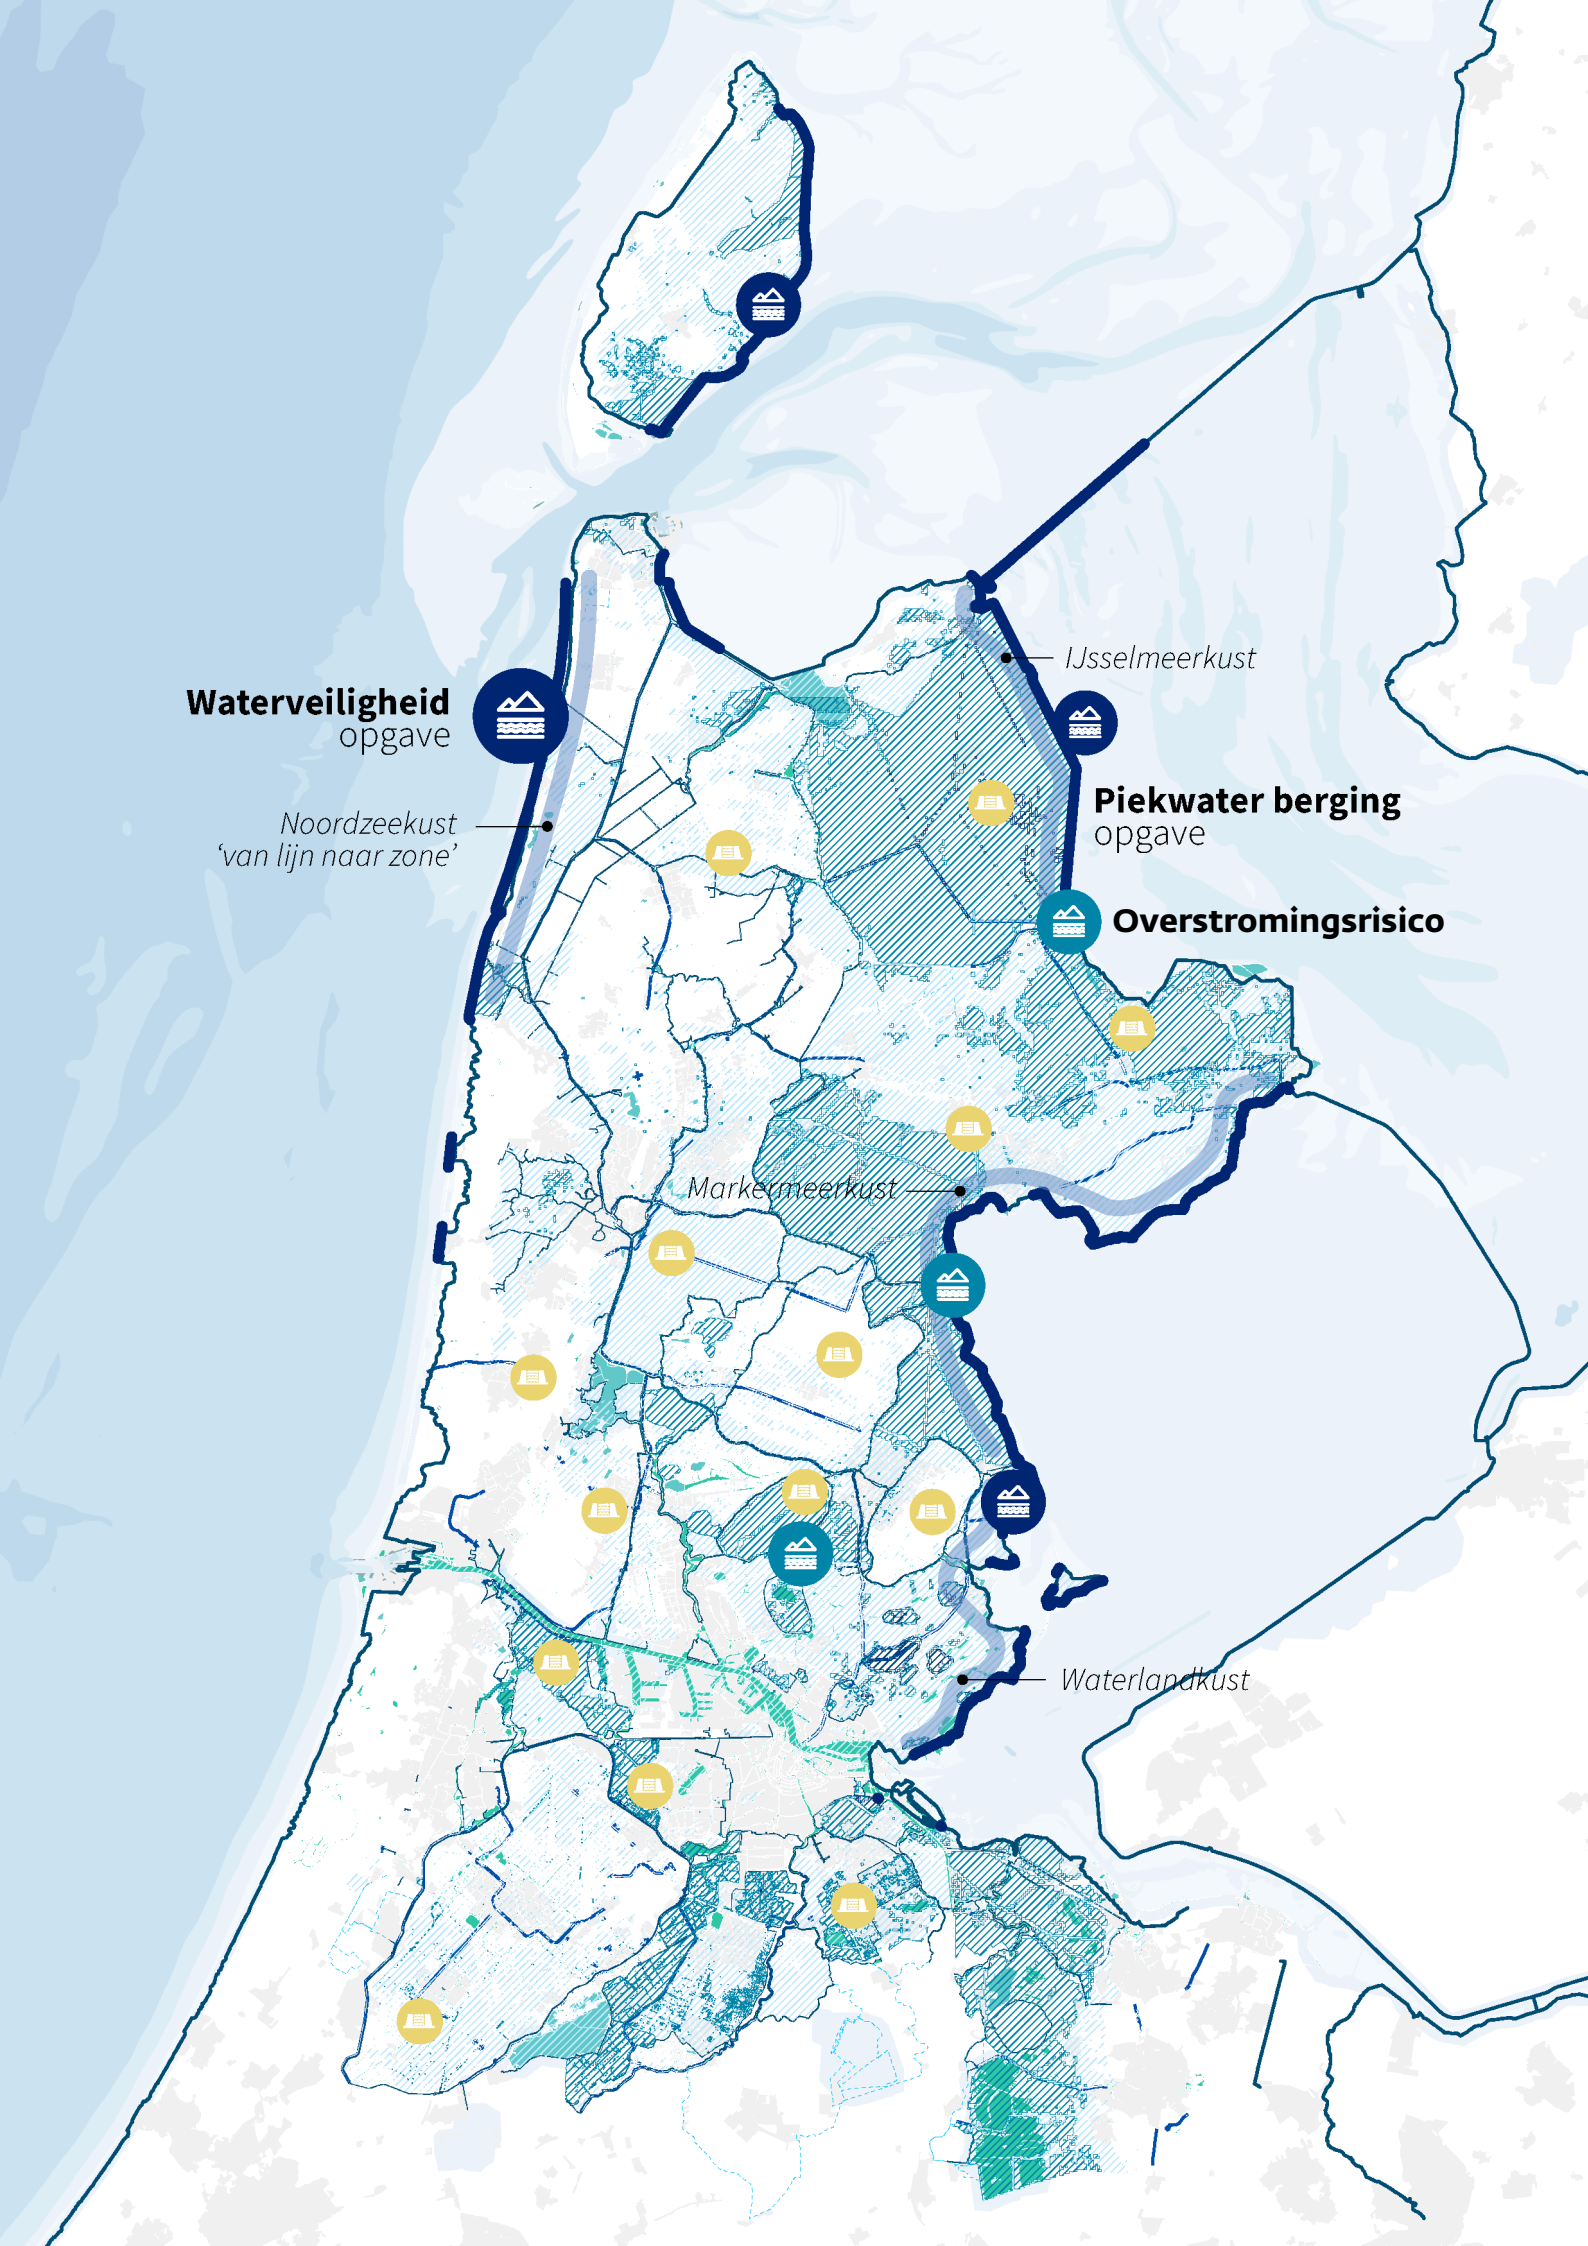 IJsselmeerkust
Waterveiligheid
opgave
Noordzeekust
‘van lijn naar zone’
Piekwater berging
opgave
Overstromingsrisico
Markermeerkust
Waterlandkust